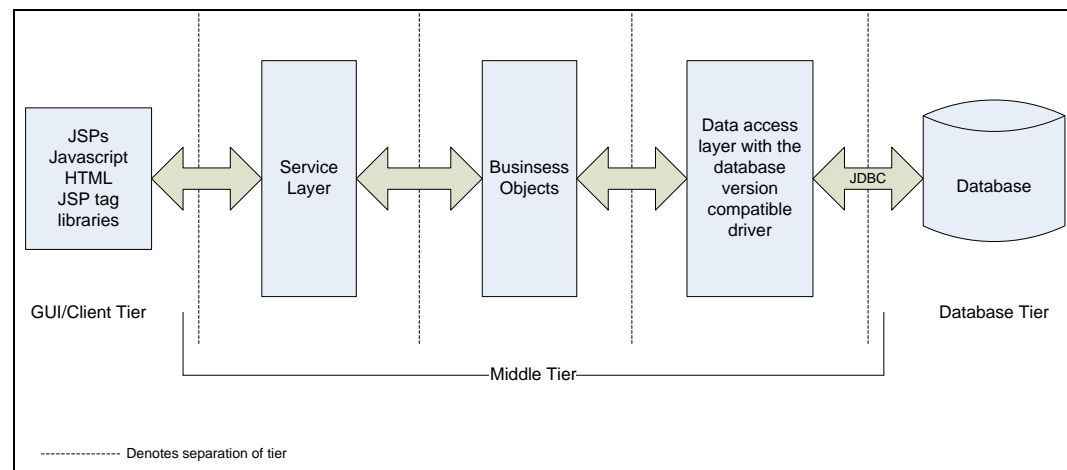 JSPs
Javascript
HTML
JSP tag
libraries
Service
Layer
Businsess
Objects
Data access
layer with the
database
version
compatible
driver
JDBC
Database
GUI/Client Tier
Database Tier
Middle Tier
Denotes separation of tier